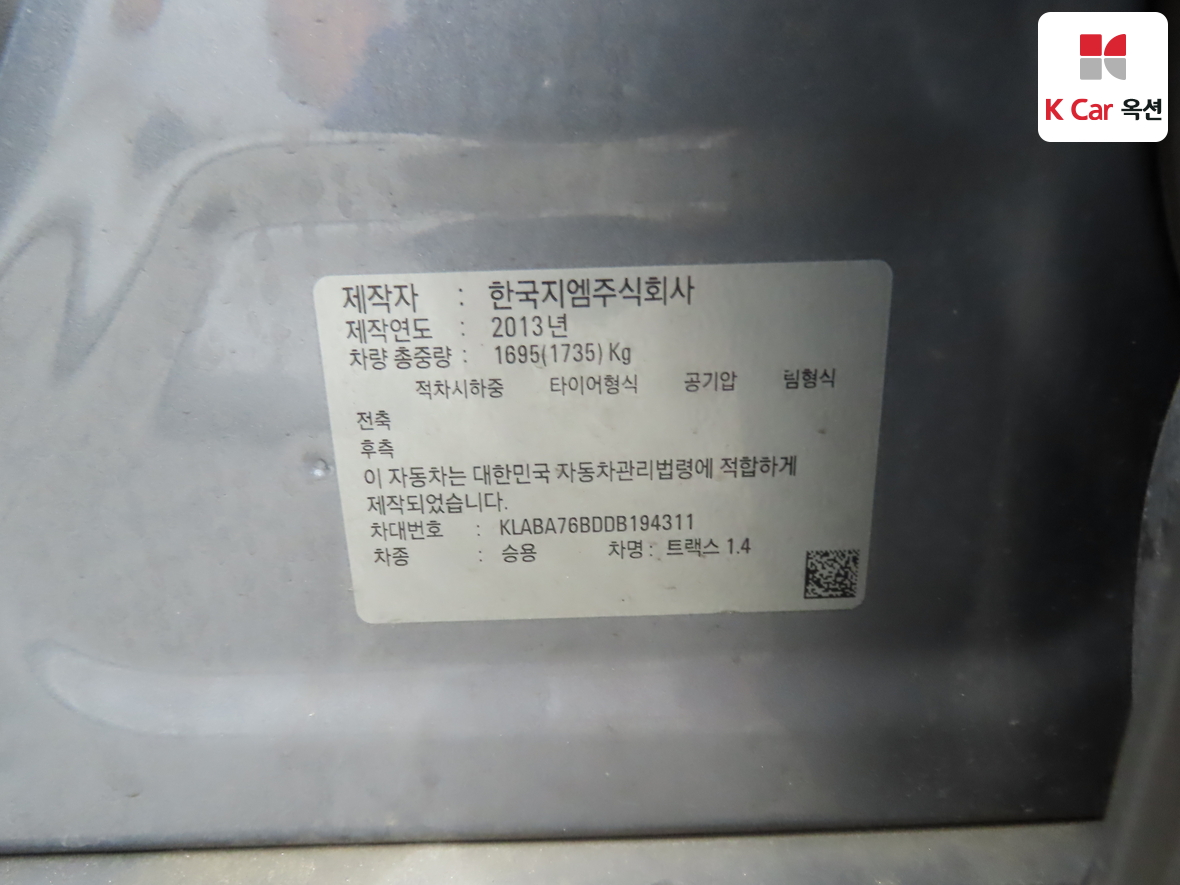 K Car 옥션
제작자 : 한국지엠주식회사
제작연도 : 2013년
차량 총중량 : 1695(1735) Kg
적차시하중 타이어형식 공기압 림형식
전축
후축
이 자동차는 대한민국 자동차관리법령에 적합하게
제작되었습니다.
차대번호 : KLABA76BDDB194311
차종 : 승용 차명 : 트랙스 1.4